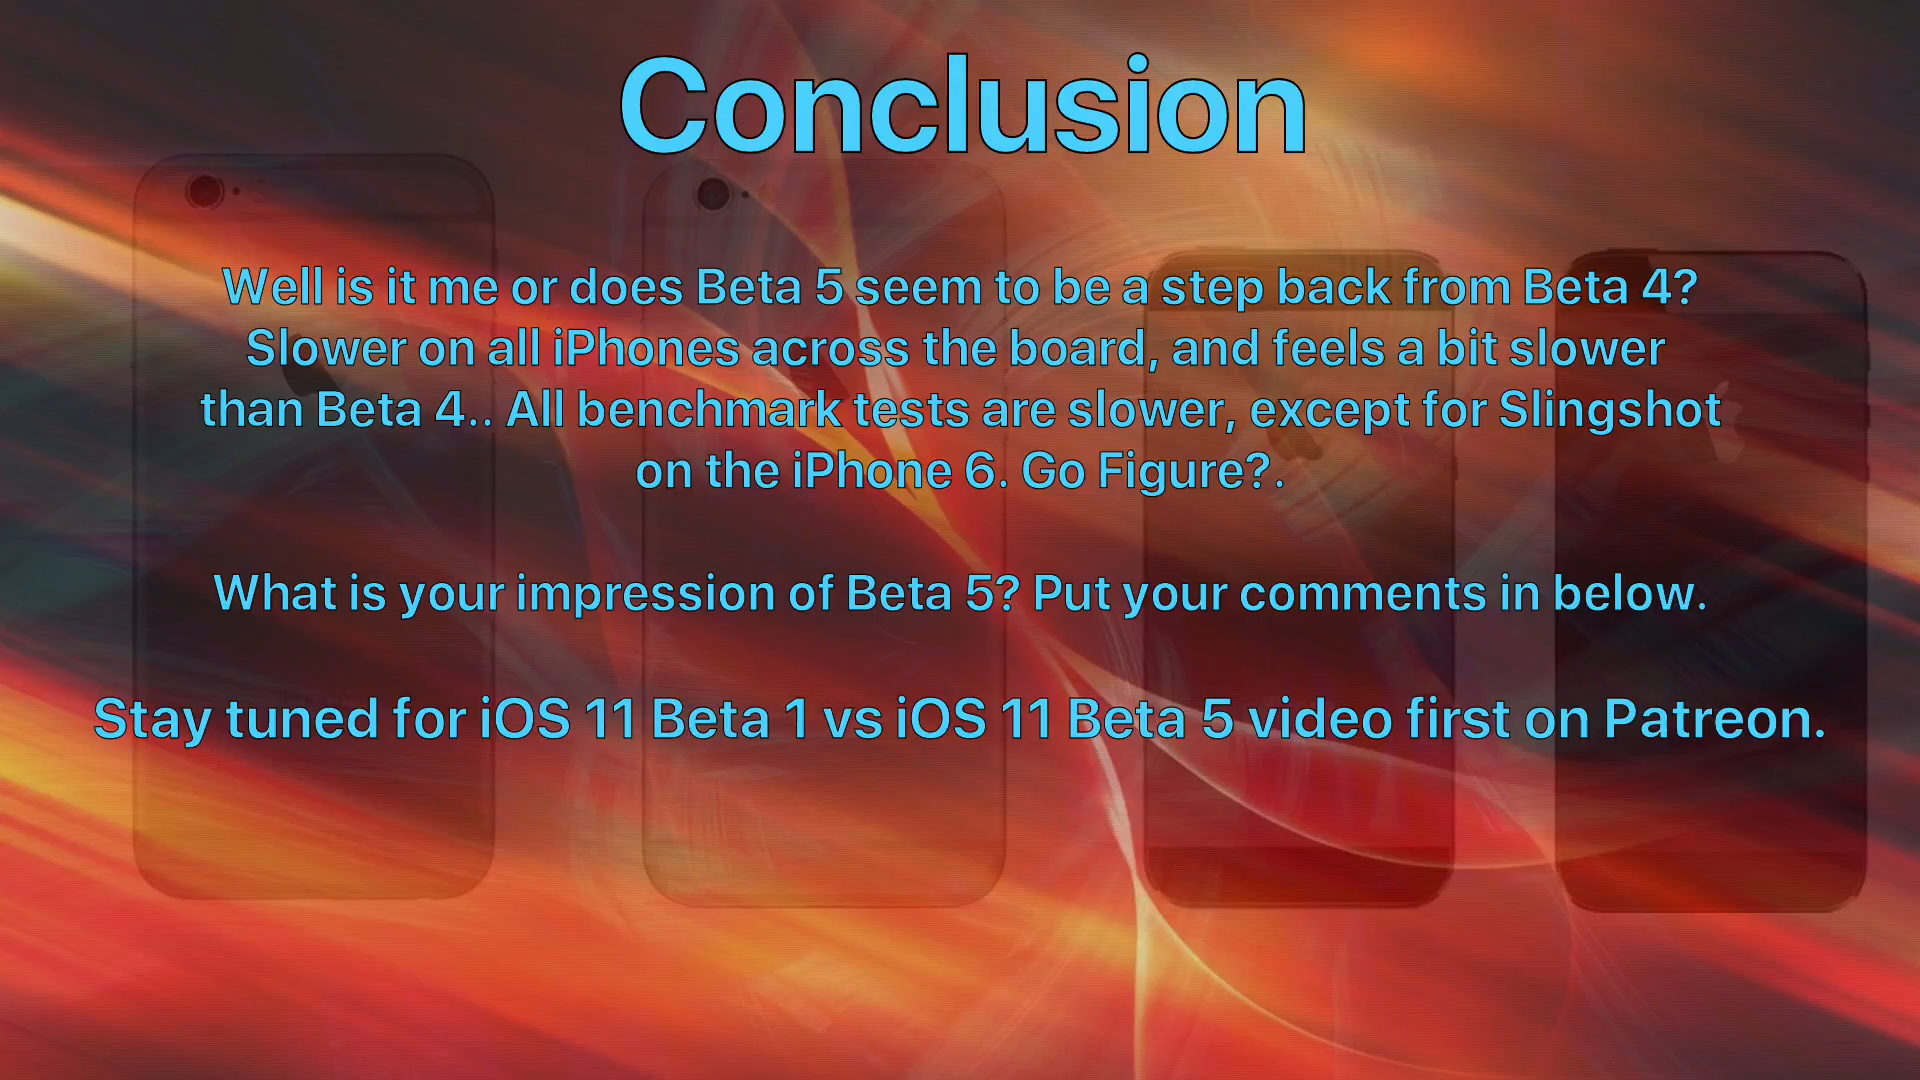 Conclusion
Well is it me or does Beta 5 seem to be a step back from Beta 4?
Slower on all iPhones across the board, and feels a bit slower
than Beta 4.. All benchmark tests are slower, except for Slingshot
on the iPhone 6. Go Figure?.
What is your impression of Beta 5? Put your comments in below.
Stay tuned for iOS 11 Beta 1 vs iOS 11 Beta 5 video first on Patreon.